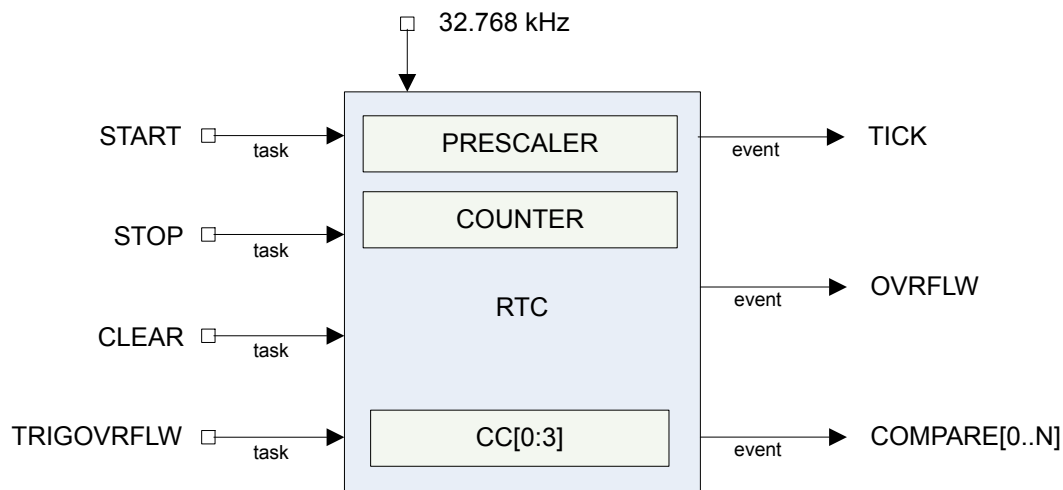 32.768 kHz
START
task
PRESCALER
event
TICK
STOP
task
COUNTER
RTC
event
OVRFLW
CLEAR
task
TRIGOVRFLW
task
CC[0:3]
event
COMPARE[0..N]